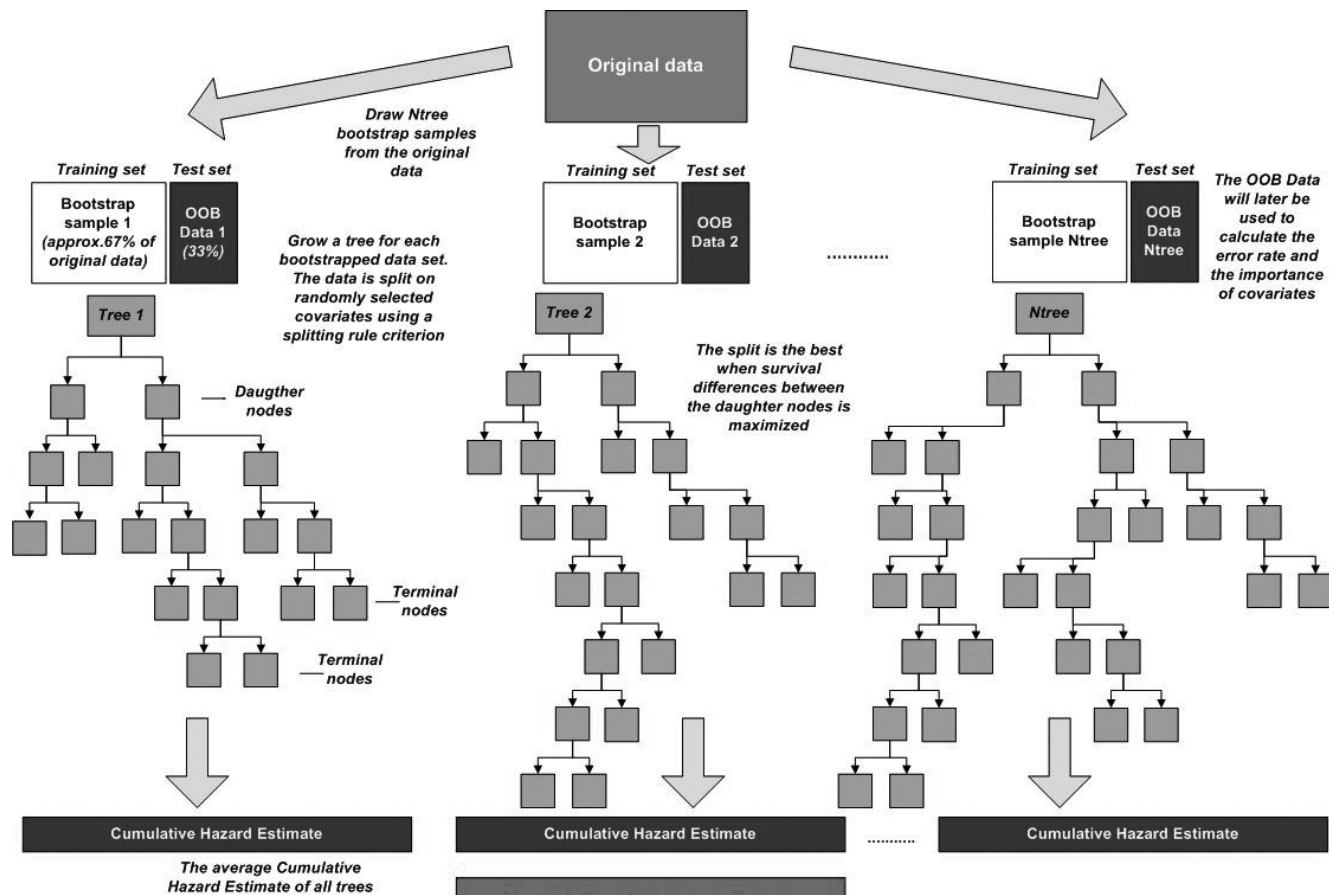 Original data
Draw Ntree
bootstrap samples
from the original
data
Training set
Test set
Bootstrap
sample 1
(approx.67% of
original data)
OOB
Data 1
(33%)
Training set
Test set
Bootstrap
sample 2
OOB
Data 2
............
Training set
Test set
Bootstrap
sample Ntree
OOB
Data
Ntree
The OOB Data
will later be
used to
calculate the
error rate and
the importance
of covariates
Grow a tree for each
bootstrapped data set.
The data is split on
randomly selected
covariates using a
splitting rule criterion
Tree 1
Tree 2
Ntree
The split is the best
when survival
differences between
the daughter nodes is
maximized
Daugther
nodes
Terminal
nodes
Terminal
nodes
Cumulative Hazard Estimate
Cumulative Hazard Estimate
...........
Cumulative Hazard Estimate
The average Cumulative
Hazard Estimate of all trees